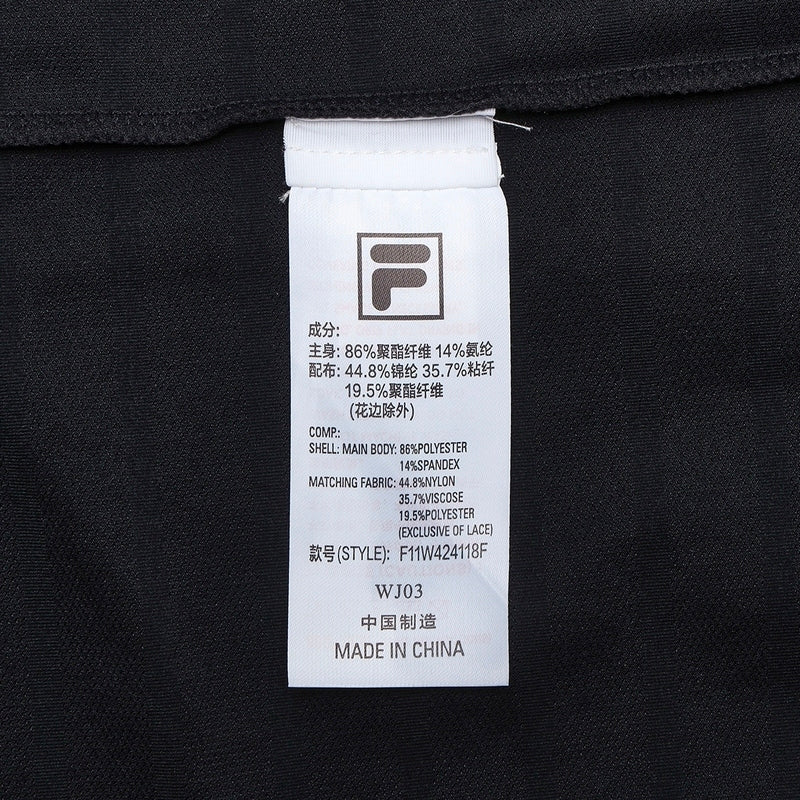 F
成分:
主身: 86%聚酯纤维 14%氨纶
配布: 44.8%锦纶 35.7%粘纤
19.5%聚酯纤维
(花边除外)
COMP.:
SHELL: MAIN BODY: 86%POLYESTER
14%SPANDEX
MATCHING FABRIC: 44.8%NYLON
35.7%VISCOSE
19.5%POLYESTER
(EXCLUSIVE OF LACE)
款号(STYLE): F11W424118F
WJ03
中国制造
MADE IN CHINA